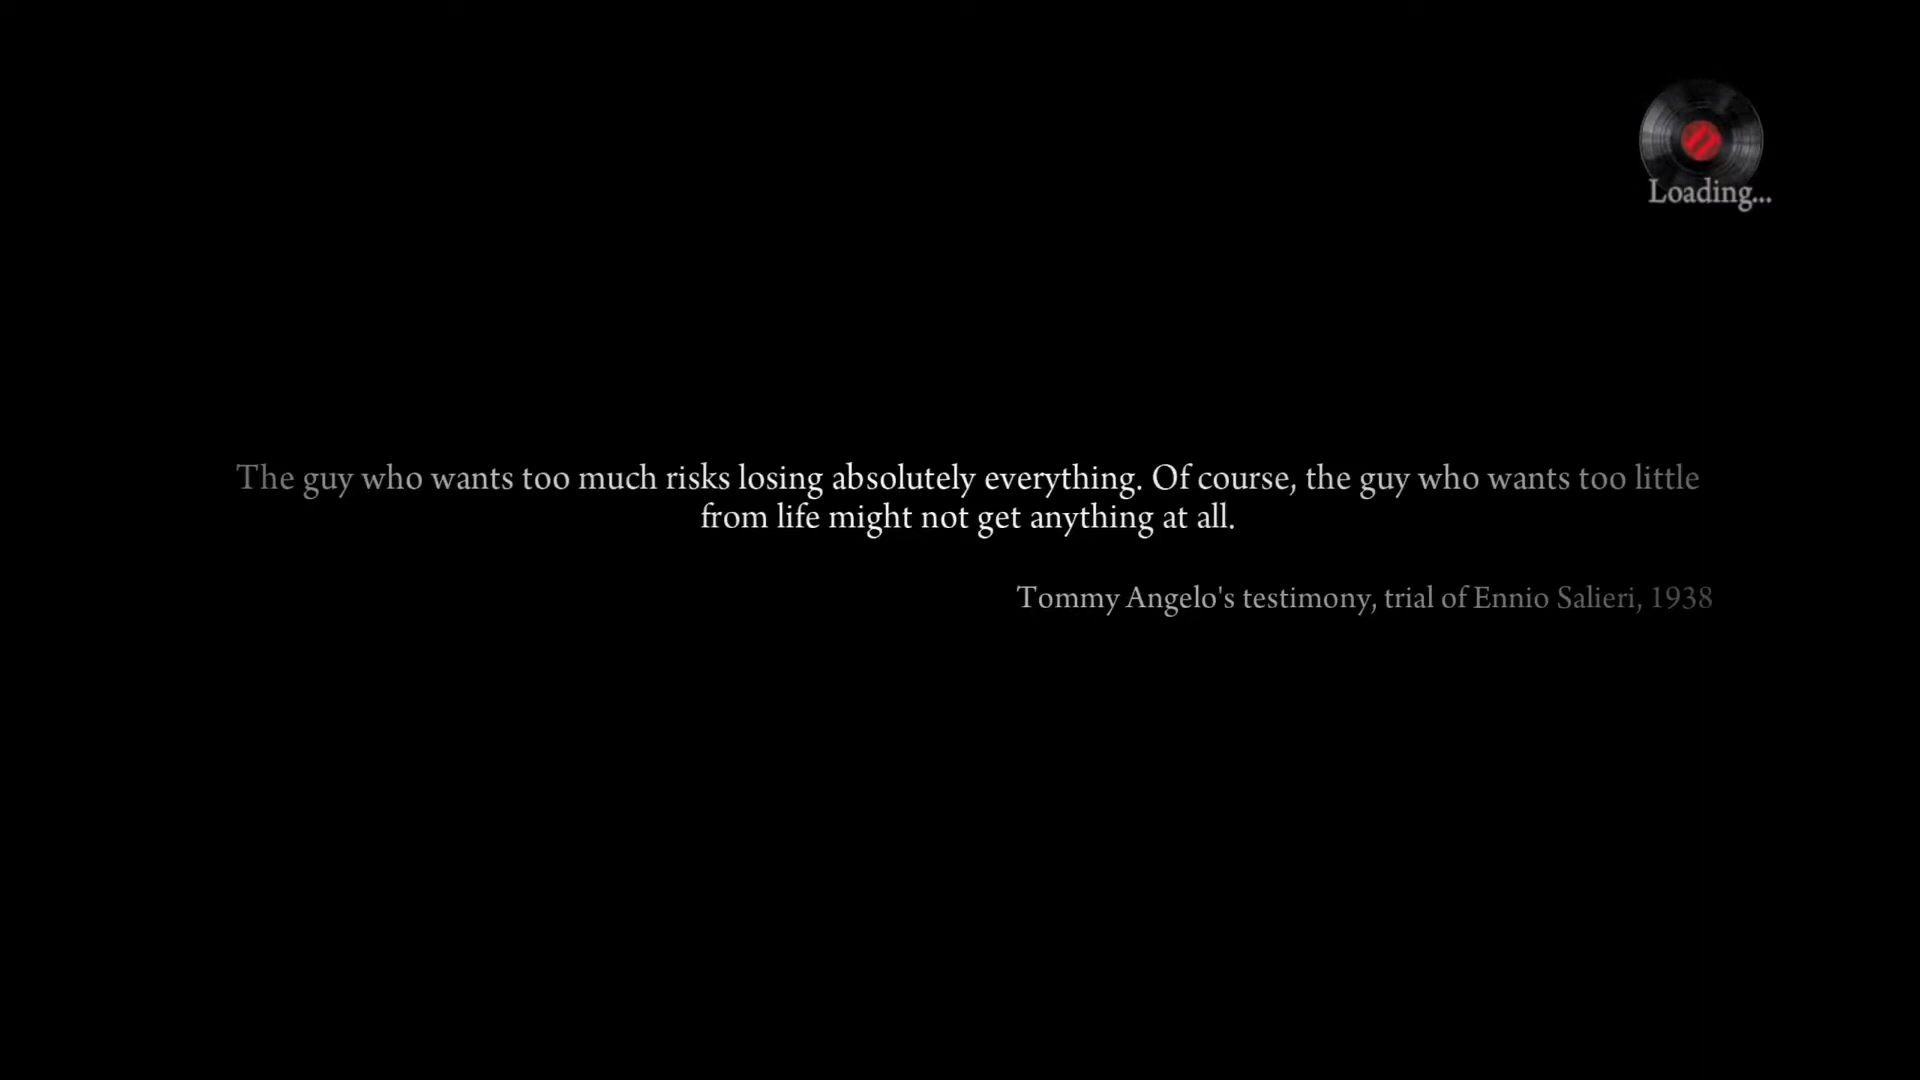 Loading...
The guy who wants too much risks losing absolutely everything. Of course, the guy who wants too little
from life might not get anything at all.
Tommy Angelo's testimony, trial of Ennio Salieri, 1938